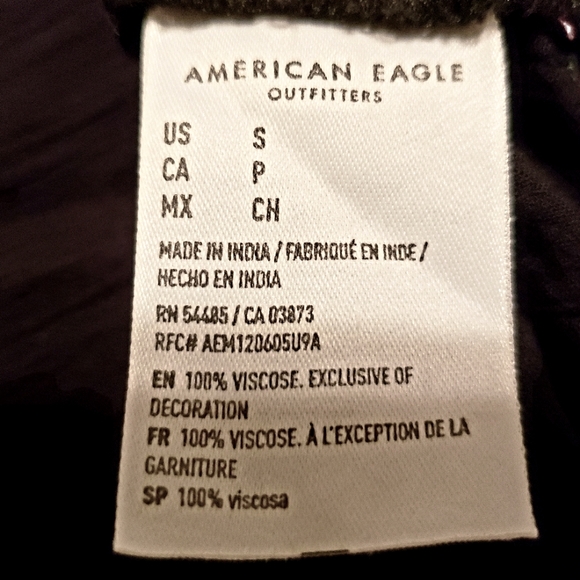 AMERICAN EAGLE
OUTFITTERS
US S
CA P
MX CH
MADE IN INDIA / FABRIQUÉ EN INDE /
HECHO EN INDIA
RN 54485 / CA 03873
RFC# AEM120605U9A
EN 100% VISCOSE. EXCLUSIVE OF
DECORATION
FR 100% VISCOSE. À L'EXCEPTION DE LA
GARNITURE
SP 100% viscosa